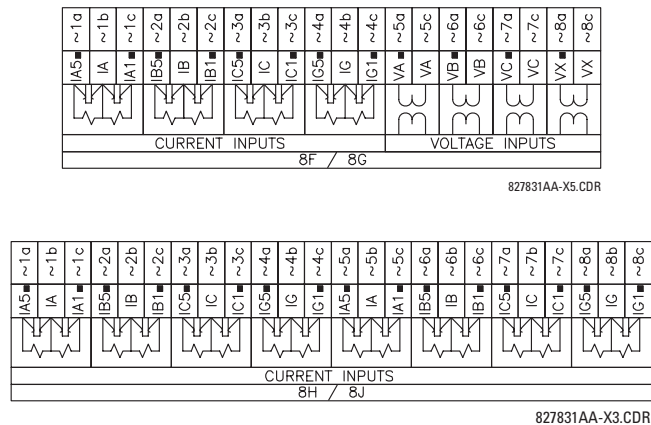 ~1a ~1b ~1c ~2a ~2b ~2c ~3a ~3b ~3c ~4a ~4b ~4c ~5a ~5c ~6a ~6c ~7a ~7c ~8a ~8c
IA5 IA IA1 IB5 IB IB1 IC5 IC IC1 IG5 IG IG1 VA VA VB VB VC VC VX VX
CURRENT INPUTS VOLTAGE INPUTS
8F / 8G
827831AA-X5.CDR
~1a ~1b ~1c ~2a ~2b ~2c ~3a ~3b ~3c ~4a ~4b ~4c ~5a ~5b ~5c ~6a ~6b ~6c ~7a ~7b ~7c ~8a ~8b ~8c
IA5 IA IA1 IB5 IB IB1 IC5 IC IC1 IG5 IG IG1 IA5 IA IA1 IB5 IB IB1 IC5 IC IC1 IG5 IG IG1
CURRENT INPUTS
8H / 8J
827831AA-X3.CDR